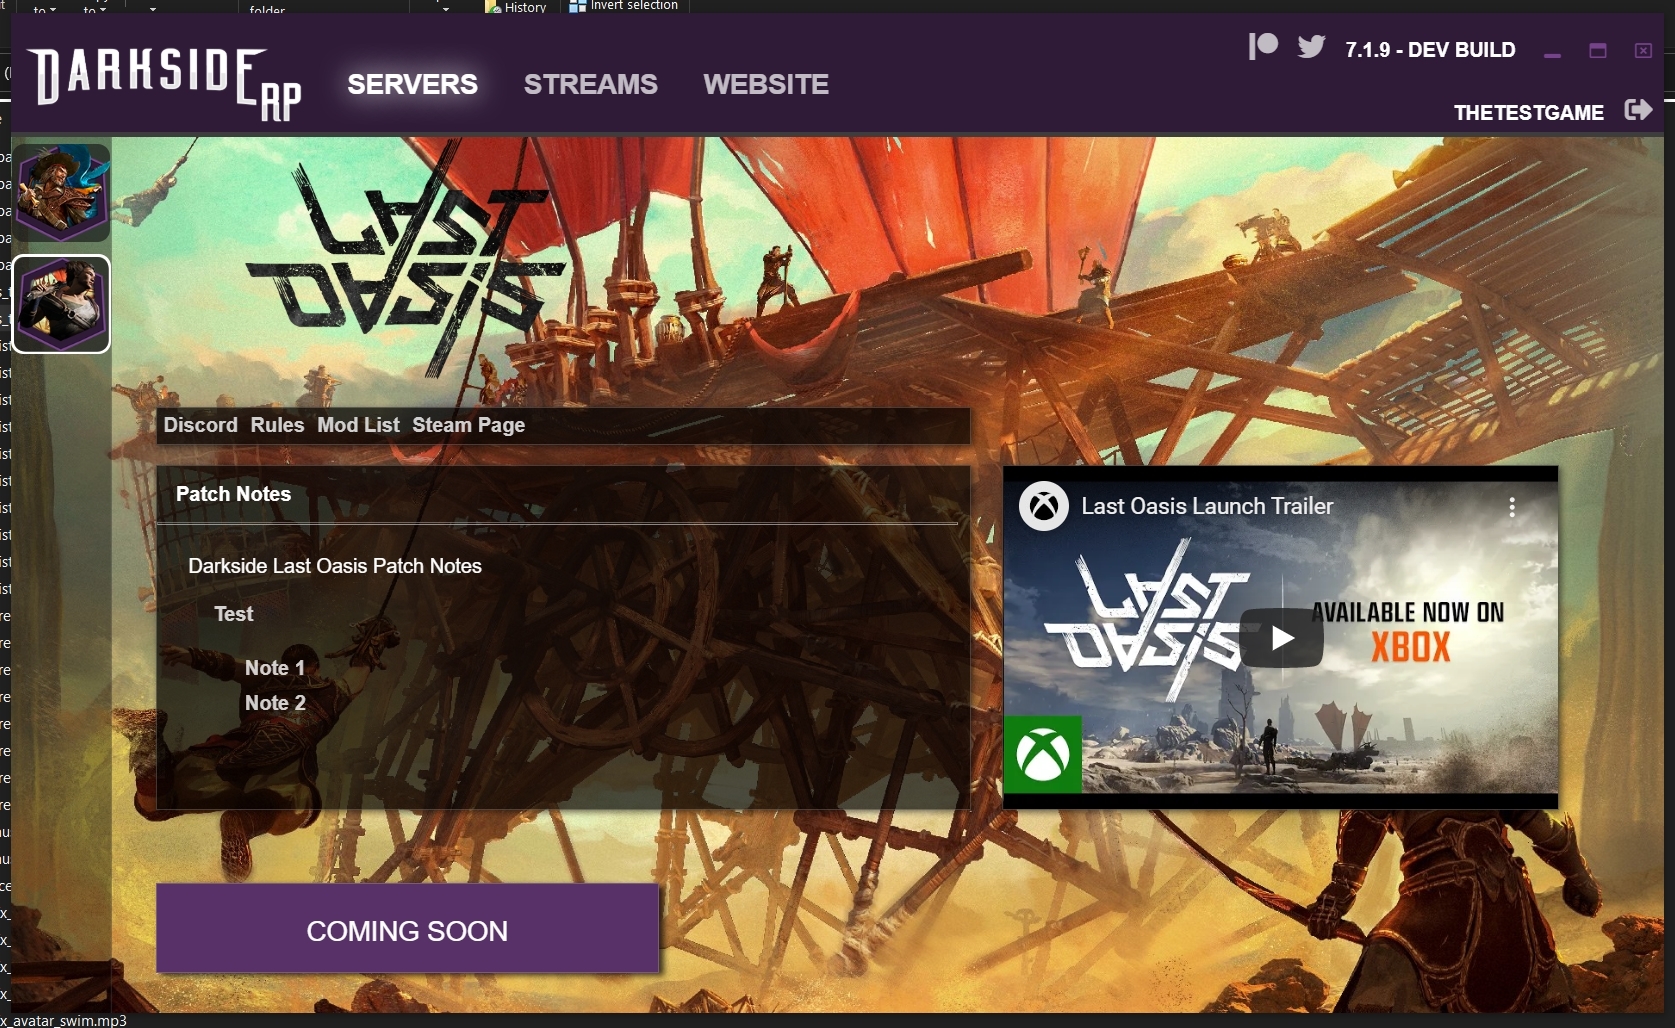 folder
History
Invert selection
DARKSIDE RP
SERVERS
STREAMS
WEBSITE
7.1.9 - DEV BUILD
THETESTGAME
LAST
OASIS
Discord Rules Mod List Steam Page
Patch Notes
Darkside Last Oasis Patch Notes
Test
Note 1
Note 2
Last Oasis Launch Trailer
LAST
OASIS
AVAILABLE NOW ON
XBOX
COMING SOON
x_avatar_swim.mp3